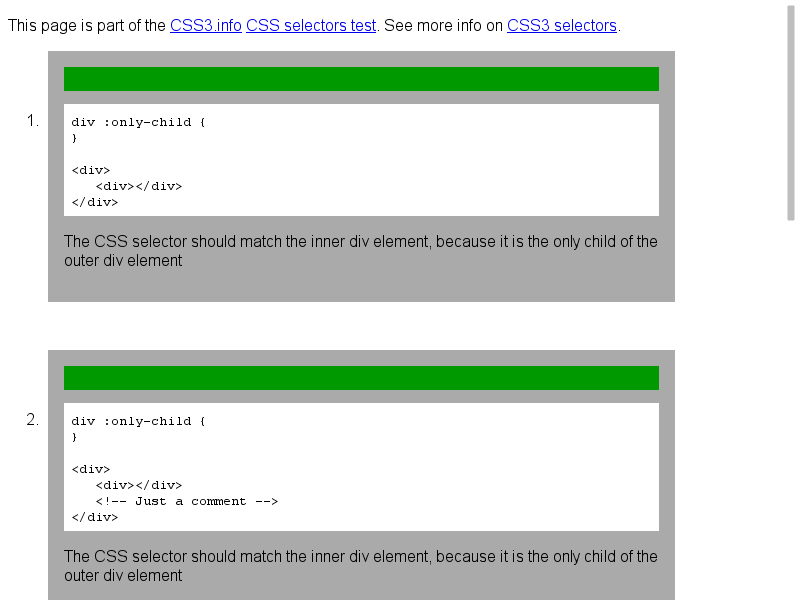 This page is part of the CSS3.info CSS selectors test. See more info on CSS3 selectors.
1.
div :only-child {
}
<div>
   <div></div>
</div>
The CSS selector should match the inner div element, because it is the only child of the
outer div element
2.
div :only-child {
}
<div>
   <div></div>
   <!-- Just a comment -->
</div>
The CSS selector should match the inner div element, because it is the only child of the
outer div element